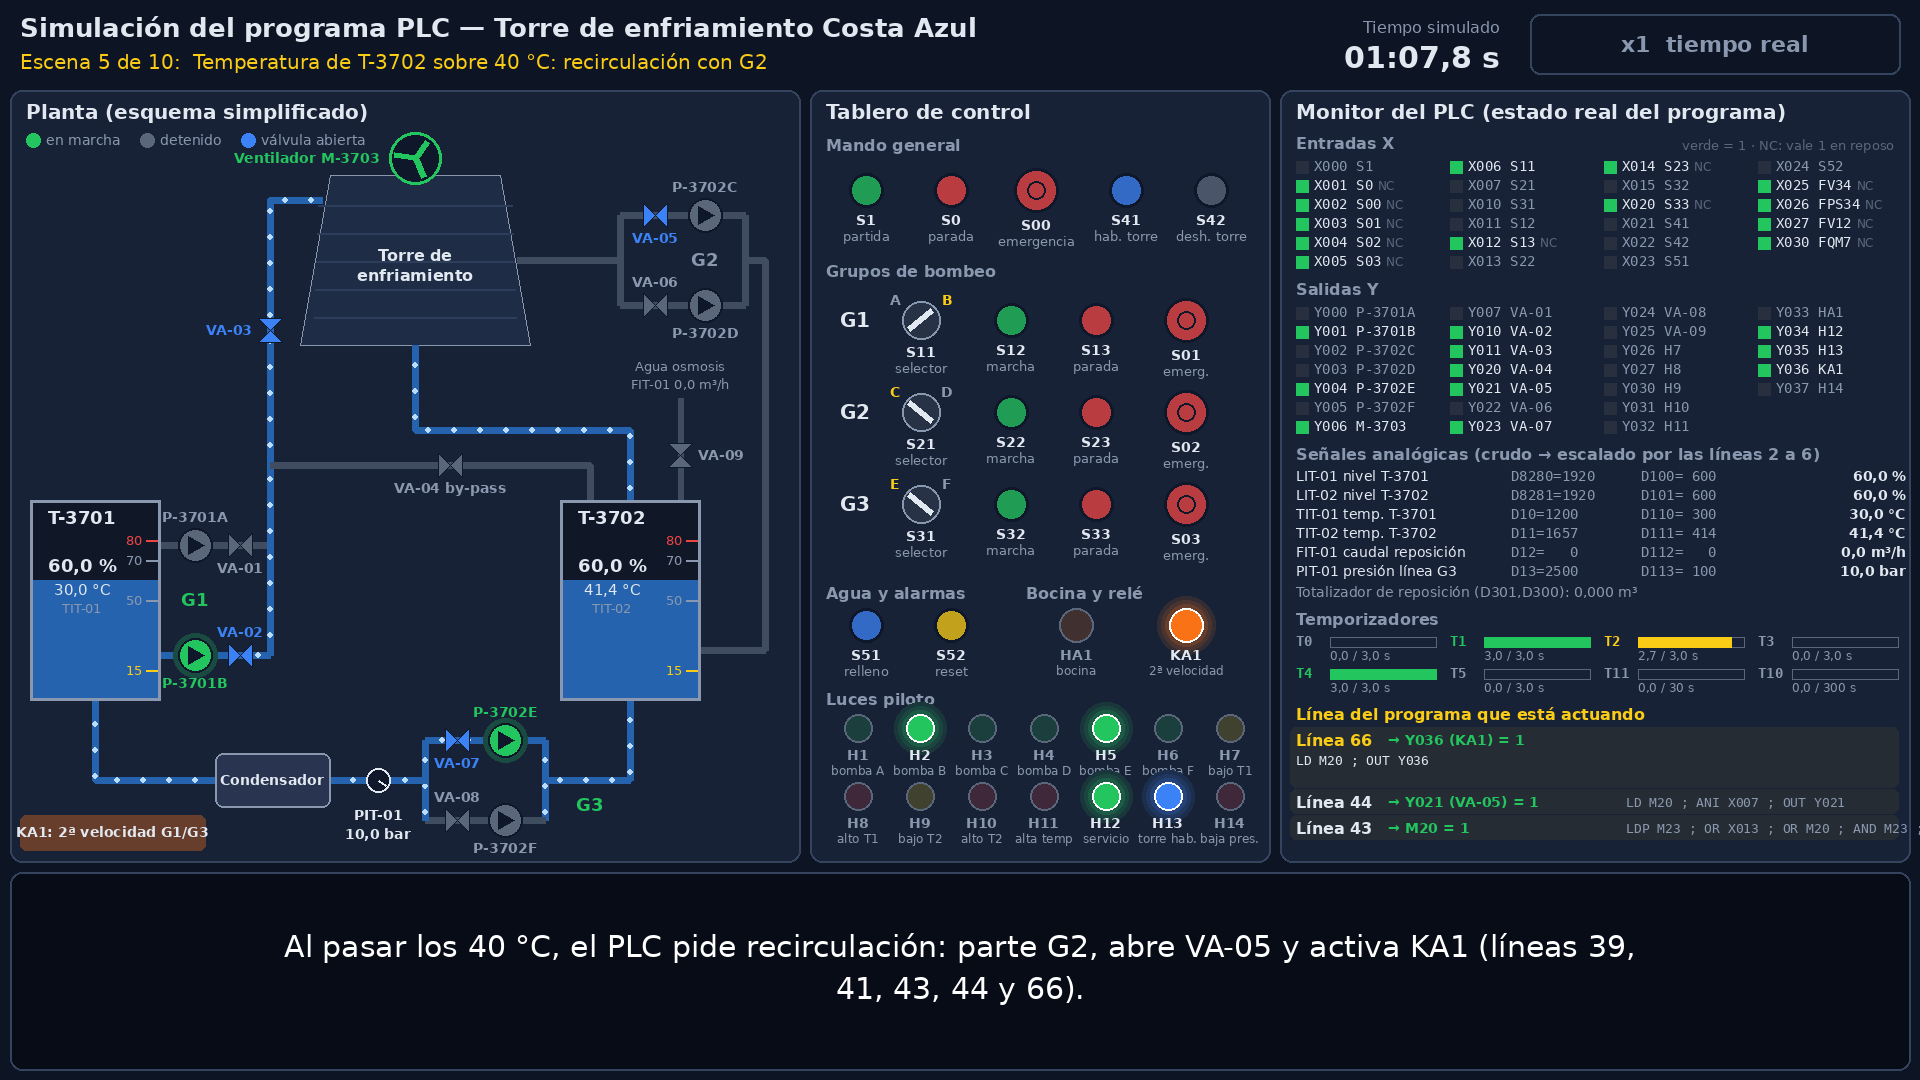 Simulación del programa PLC — Torre de enfriamiento Costa Azul
Escena 5 de 10:  Temperatura de T-3702 sobre 40 °C: recirculación con G2
Tiempo simulado
01:07,8 s
x1  tiempo real
Planta (esquema simplificado)
en marcha
detenido
válvula abierta
Ventilador M-3703
Torre de
enfriamiento
P-3702C
VA-05
G2
VA-06
P-3702D
VA-03
Agua osmosis
FIT-01 0,0 m³/h
VA-09
VA-04 by-pass
T-3701
80
60,0 %
70
30,0 °C
TIT-01
50
15
P-3701A
VA-01
G1
VA-02
P-3701B
T-3702
80
60,0 %
70
41,4 °C
TIT-02
50
15
P-3702E
VA-07
VA-08
P-3702F
G3
Condensador
PIT-01
10,0 bar
KA1: 2ª velocidad G1/G3
Tablero de control
Mando general
S1
partida
S0
parada
S00
emergencia
S41
hab. torre
S42
desh. torre
Grupos de bombeo
G1
A
B
S11
selector
S12
marcha
S13
parada
S01
emerg.
G2
C
D
S21
selector
S22
marcha
S23
parada
S02
emerg.
G3
E
F
S31
selector
S32
marcha
S33
parada
S03
emerg.
Agua y alarmas
S51
relleno
S52
reset
Bocina y relé
HA1
bocina
KA1
2ª velocidad
Luces piloto
H1
bomba A
H2
bomba B
H3
bomba C
H4
bomba D
H5
bomba E
H6
bomba F
H7
bajo T1
H8
alto T1
H9
bajo T2
H10
alto T2
H11
alta temp
H12
servicio
H13
torre hab.
H14
baja pres.
Monitor del PLC (estado real del programa)
Entradas X
verde = 1 · NC: vale 1 en reposo
X000 S1
X001 S0 NC
X002 S00 NC
X003 S01 NC
X004 S02 NC
X005 S03 NC
X006 S11
X007 S21
X010 S31
X011 S12
X012 S13 NC
X013 S22
X014 S23 NC
X015 S32
X020 S33 NC
X021 S41
X022 S42
X023 S51
X024 S52
X025 FV34 NC
X026 FPS34 NC
X027 FV12 NC
X030 FQM7 NC
Salidas Y
Y000 P-3701A
Y001 P-3701B
Y002 P-3702C
Y003 P-3702D
Y004 P-3702E
Y005 P-3702F
Y006 M-3703
Y007 VA-01
Y010 VA-02
Y011 VA-03
Y020 VA-04
Y021 VA-05
Y022 VA-06
Y023 VA-07
Y024 VA-08
Y025 VA-09
Y026 H7
Y027 H8
Y030 H9
Y031 H10
Y032 H11
Y033 HA1
Y034 H12
Y035 H13
Y036 KA1
Y037 H14
Señales analógicas (crudo → escalado por las líneas 2 a 6)
LIT-01 nivel T-3701 D8280=1920 D100= 600 60,0 %
LIT-02 nivel T-3702 D8281=1920 D101= 600 60,0 %
TIT-01 temp. T-3701 D10=1200 D110= 300 30,0 °C
TIT-02 temp. T-3702 D11=1657 D111= 414 41,4 °C
FIT-01 caudal reposición D12=   0 D112=   0 0,0 m³/h
PIT-01 presión línea G3 D13=2500 D113= 100 10,0 bar
Totalizador de reposición (D301,D300): 0,000 m³
Temporizadores
T0
0,0 / 3,0 s
T1
3,0 / 3,0 s
T2
2,7 / 3,0 s
T3
0,0 / 3,0 s
T4
3,0 / 3,0 s
T5
0,0 / 3,0 s
T11
0,0 / 30 s
T10
0,0 / 300 s
Línea del programa que está actuando
Línea 66 → Y036 (KA1) = 1
LD M20 ; OUT Y036
Línea 44 → Y021 (VA-05) = 1 LD M20 ; ANI X007 ; OUT Y021
Línea 43 → M20 = 1 LDP M23 ; OR X013 ; OR M20 ; AND M23 ;
Al pasar los 40 °C, el PLC pide recirculación: parte G2, abre VA-05 y activa KA1 (líneas 39,
41, 43, 44 y 66).